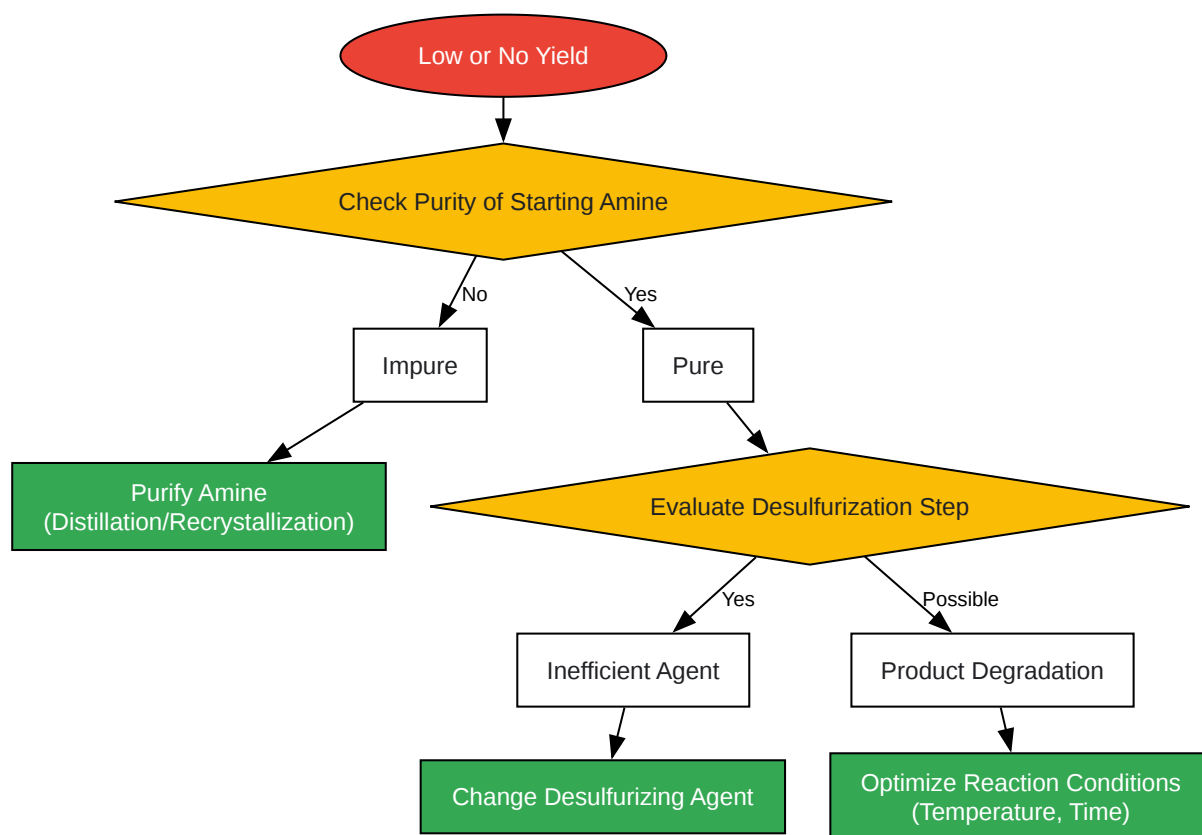 Low or No Yield
Check Purity of Starting Amine
No
Yes
Impure
Pure
Purify Amine
(Distillation/Recrystallization)
Evaluate Desulfurization Step
Yes
Possible
Inefficient Agent
Product Degradation
Change Desulfurizing Agent
Optimize Reaction Conditions
(Temperature, Time)